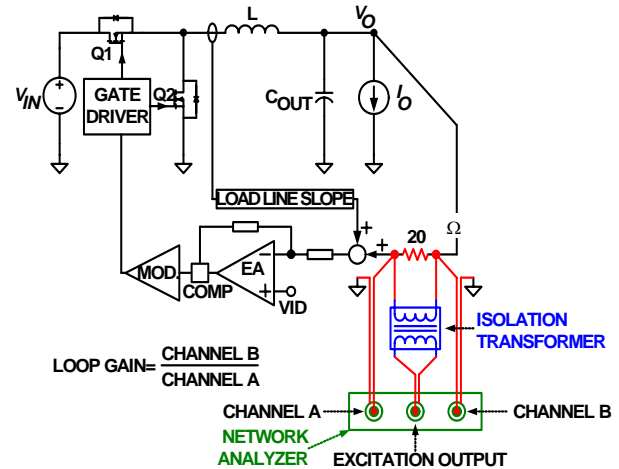 L
VO
Q1
VIN
GATE
DRIVER
Q2
COUT
IO
LOAD LINE SLOPE
+
+
20
Ω
MOD.
COMP
EA
−
+
VID
ISOLATION
TRANSFORMER
LOOP GAIN= CHANNEL B
CHANNEL A
CHANNEL A
CHANNEL B
NETWORK
ANALYZER
EXCITATION OUTPUT